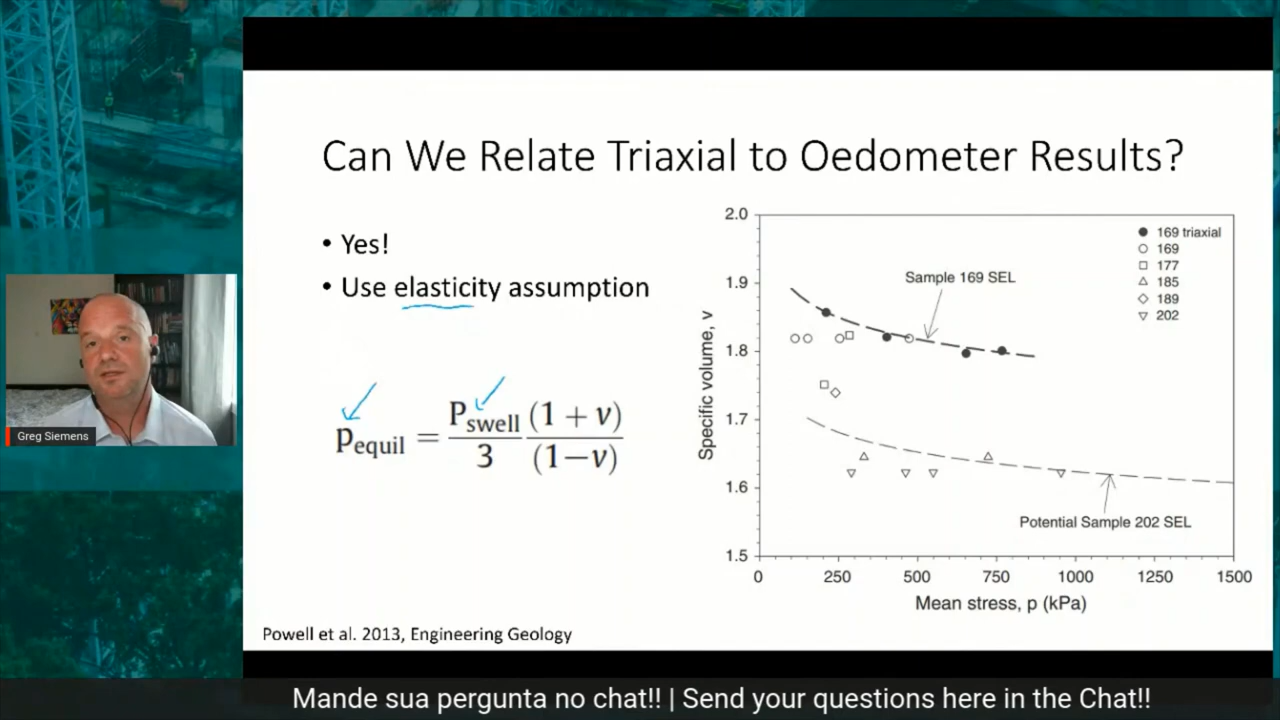 Can We Relate Triaxial to Oedometer Results?
• Yes!
• Use elasticity assumption
p_equil = P_swell/3 (1 + ν)/(1−ν)
Powell et al. 2013, Engineering Geology
2.0
1.9
1.8
1.7
1.6
1.5
Specific volume, v
169 triaxial
169
177
185
189
202
Sample 169 SEL
Potential Sample 202 SEL
0 250 500 750 1000 1250 1500
Mean stress, p (kPa)
Greg Siemens
Mande sua pergunta no chat!! | Send your questions here in the Chat!!